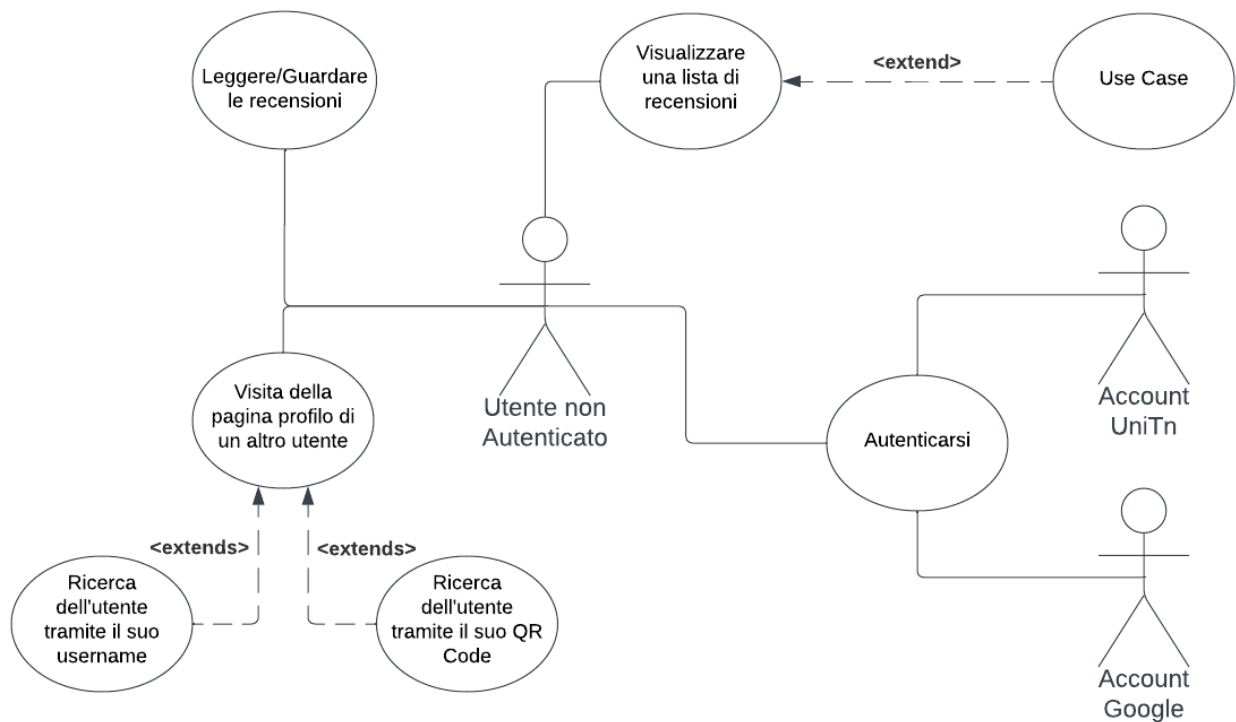 Leggere/Guardare
le recensioni
Visualizzare
una lista di
recensioni
<extend>
Use Case
Utente non
Autenticato
Visita della
pagina profilo di
un altro utente
Autenticarsi
Account
UniTn
<extends>
<extends>
Ricerca
dell'utente
tramite il suo
username
Ricerca
dell'utente
tramite il suo QR
Code
Account
Google